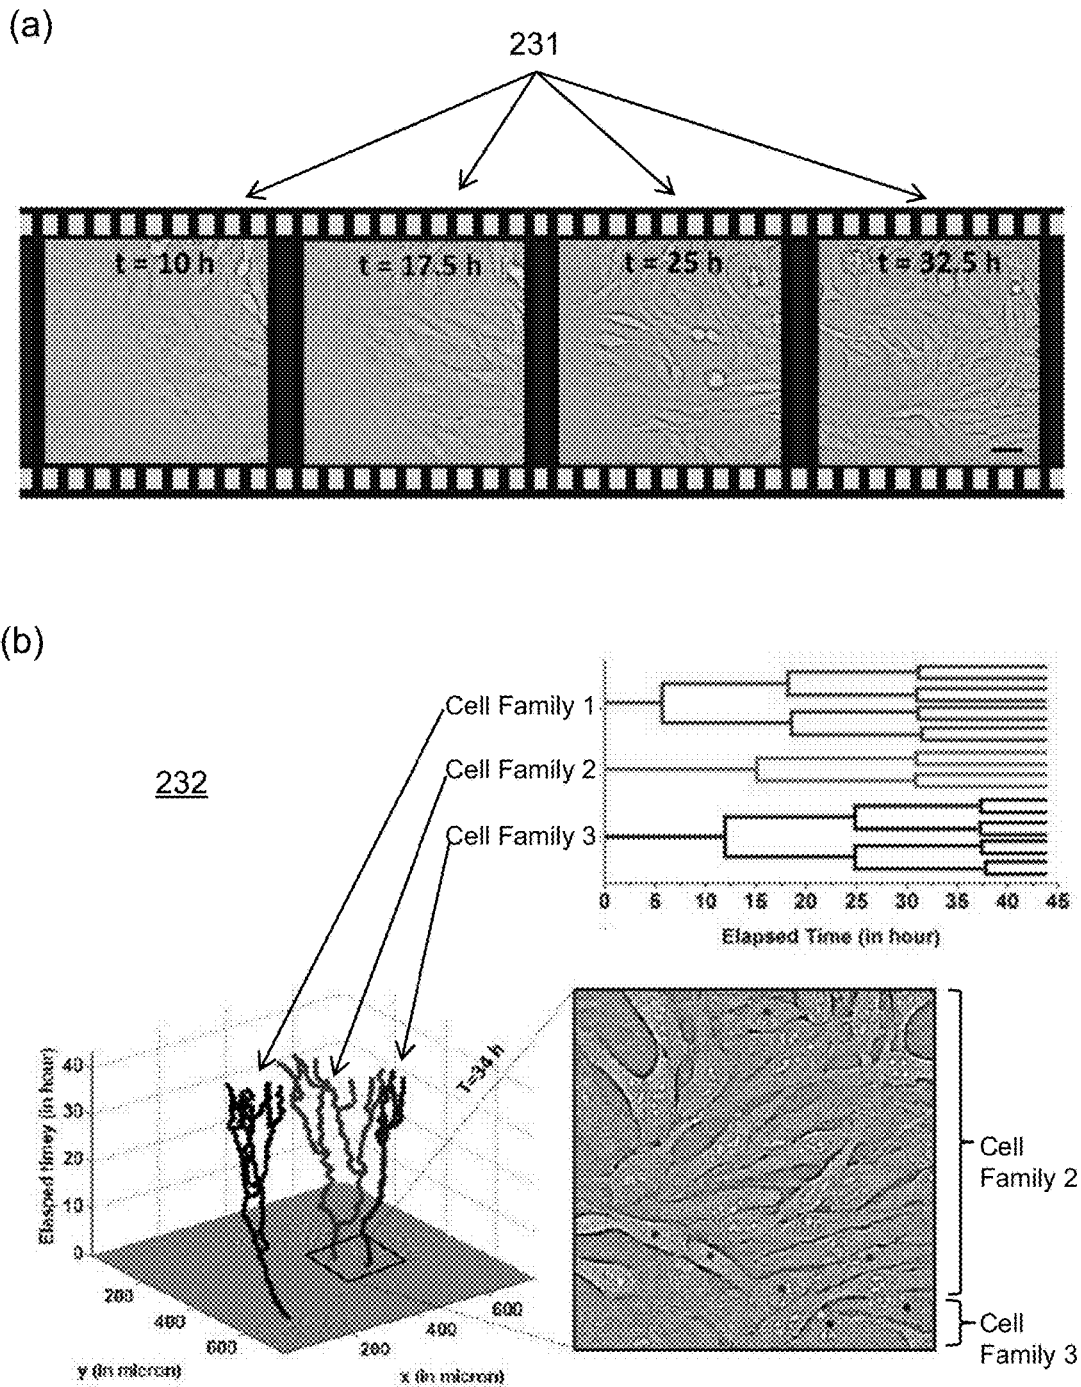 (a)
231
t = 10 h
t = 17.5 h
t = 25 h
t = 32.5 h
(b)
232
Cell Family 1
Cell Family 2
Cell Family 3
0 5 10 15 20 25 30 35 40 45
Elapsed Time (in hour)
T=34 h
40
30
20
10
0
Elasped timey (in hour)
200
400
600
y (in micron)
200
400
600
x (in micron)
Cell
Family 2
Cell
Family 3